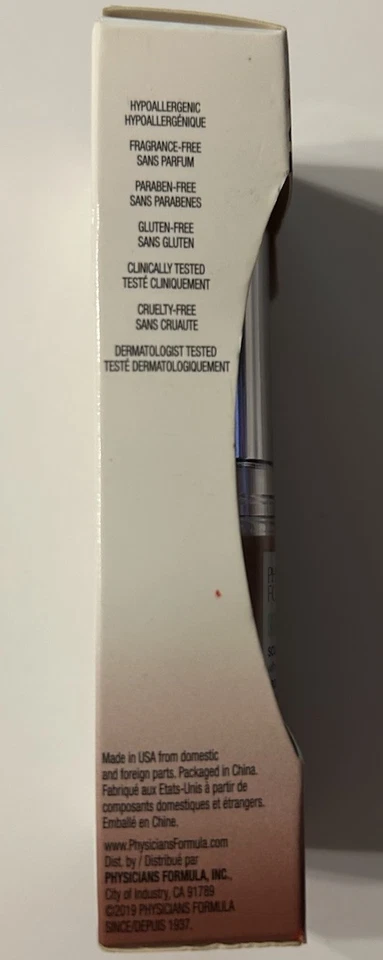 HYPOALLERGENIC
HYPOALLERGÉNIQUE
FRAGRANCE-FREE
SANS PARFUM
PARABEN-FREE
SANS PARABENES
GLUTEN-FREE
SANS GLUTEN
CLINICALLY TESTED
TESTÉ CLINIQUEMENT
CRUELTY-FREE
SANS CRUAUTE
DERMATOLOGIST TESTED
TESTÉ DERMATOLOGIQUEMENT
Made in USA from domestic
and foreign parts. Packaged in China.
Fabriqué aux Etats-Unis à partir de
composants domestiques et étrangers.
Emballé en Chine.
www.PhysiciansFormula.com
Dist. by / Distribué par
PHYSICIANS FORMULA, INC.,
City of Industry, CA 91789
©2019 PHYSICIANS FORMULA
SINCE/DEPUIS 1937.